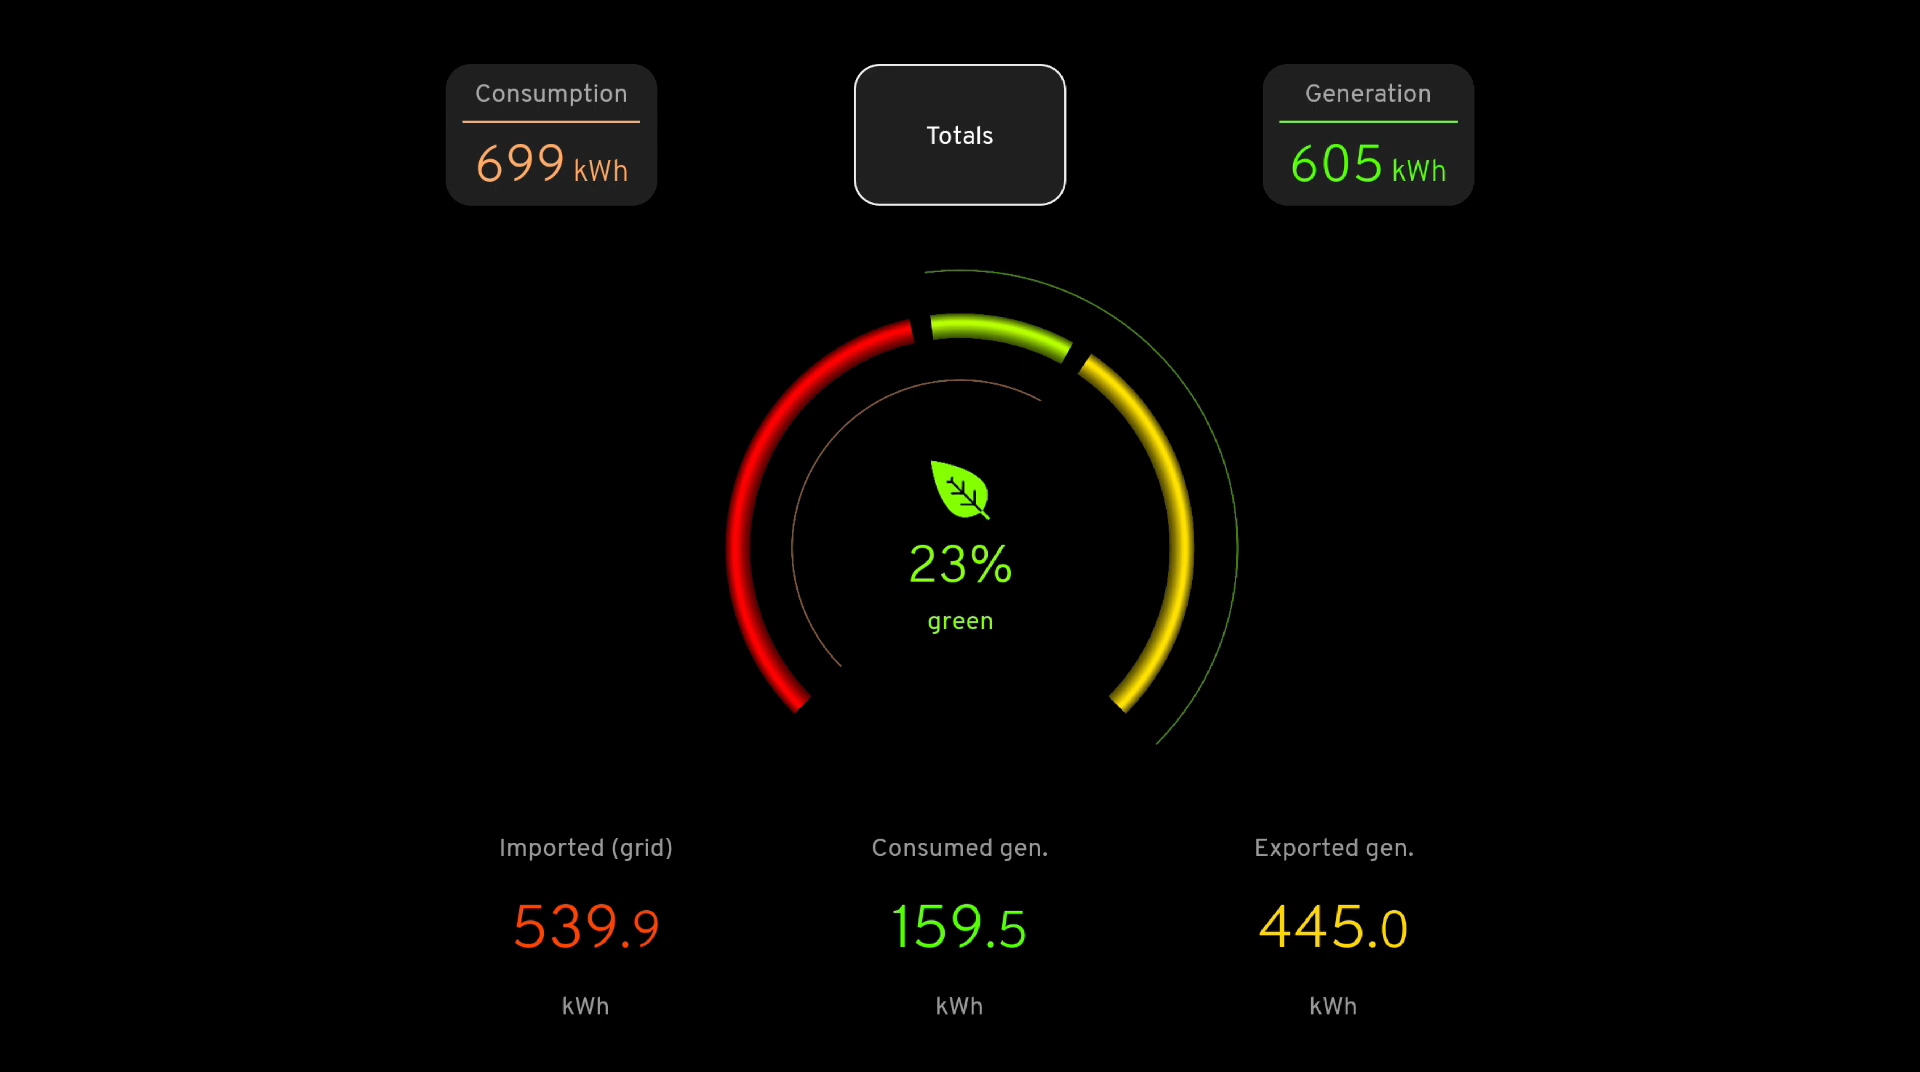 Consumption
699 kWh
Totals
Generation
605 kWh
23%
green
Imported (grid)
539.9
kWh
Consumed gen.
159.5
kWh
Exported gen.
445.0
kWh